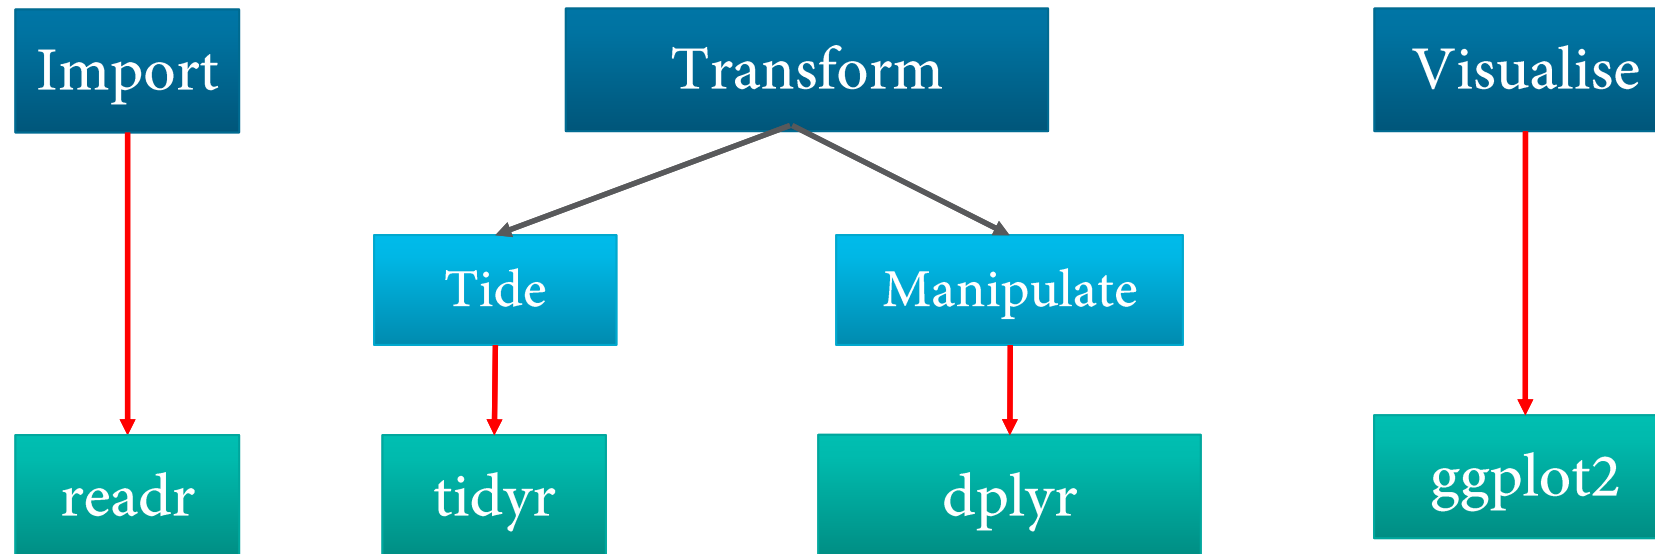 Import
Transform
Visualise
Tide
Manipulate
readr
tidyr
dplyr
ggplot2